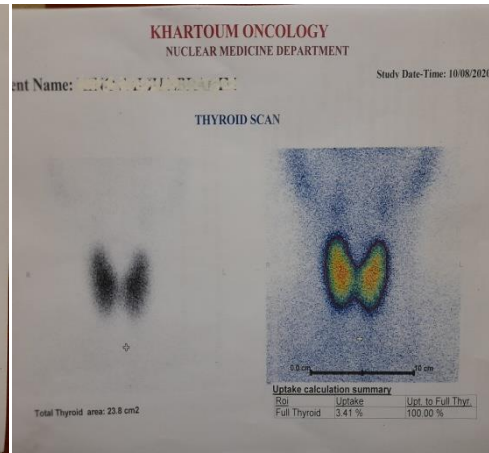 KHARTOUM ONCOLOGY
NUCLEAR MEDICINE DEPARTMENT
ent Name:
Study Date-Time: 10/08/2020
THYROID SCAN
0.0 cm 10 cm
Total Thyroid area: 23.8 cm2
Uptake calculation summary
Roi Uptake Upt. to Full Thyr.
Full Thyroid 3.41 % 100.00 %